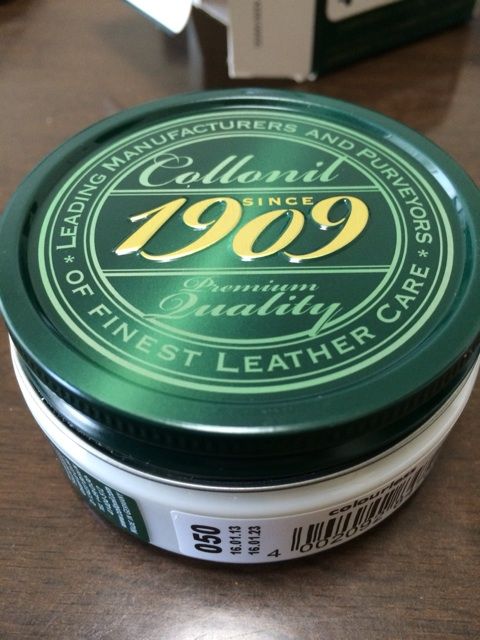 * LEADING MANUFACTURERS AND PURVEYORS *
Collonil
SINCE
1909
Premium
Quality
OF FINEST LEATHER CARE
050
16.01.13
16.01.23
colourless